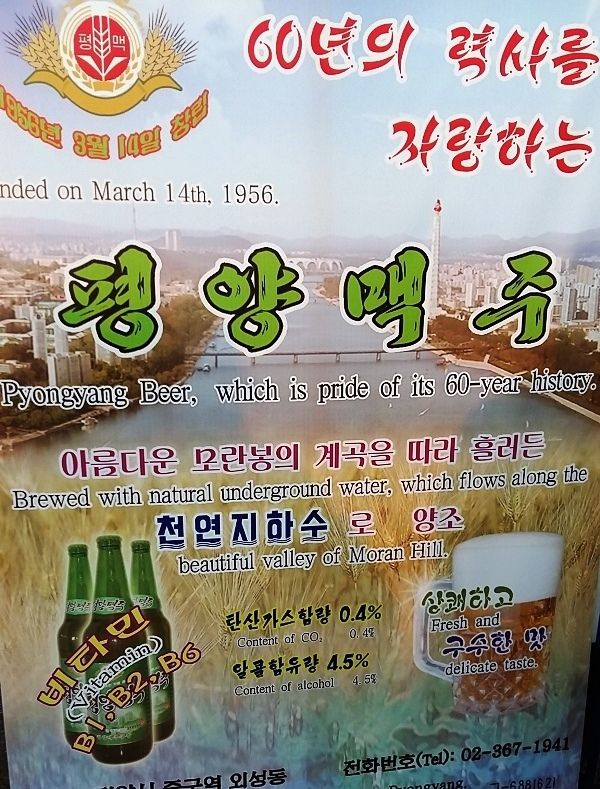 평 맥
1956년 3월 14일 창립
60년의 력사를
자랑하는
nded on March 14th, 1956.
평양맥주
Pyongyang Beer, which is pride of its 60-year history.
아름다운 모란봉의 계곡을 따라 흘러든
Brewed with natural underground water, which flows along the
천연지하수 로 양조
beautiful valley of Moran Hill.
비타민
(Vitamin)
B1, B2, B6
탄산가스함량 0.4%
Content of CO₂ 0.4%
알콜함유량 4.5%
Content of alcohol 4.5%
상쾌하고
Fresh and
구수한 맛
delicate taste.
전화번호(Tel): 02-367-1941
외성동
Pyongyang,